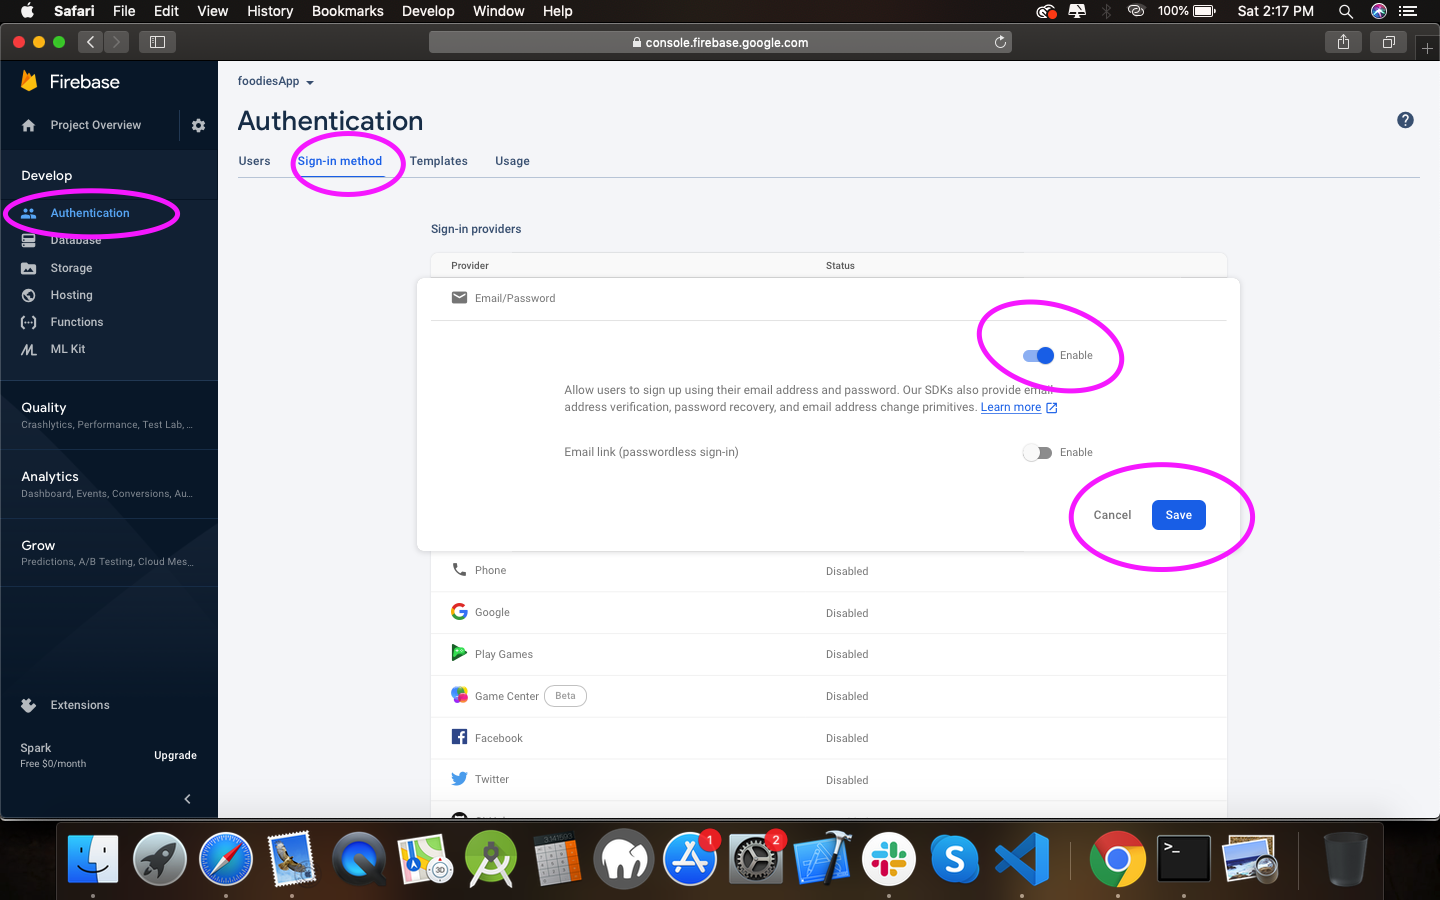 Safari File Edit View History Bookmarks Develop Window Help 100% Sat 2:17 PM
console.firebase.google.com
Firebase
Project Overview
Develop
Authentication
Database
Storage
Hosting
Functions
ML Kit
Quality
Crashlytics, Performance, Test Lab, ...
Analytics
Dashboard, Events, Conversions, Au...
Grow
Predictions, A/B Testing, Cloud Mes...
Extensions
Spark
Free $0/month
Upgrade
foodiesApp
Authentication
Users Sign-in method Templates Usage
Sign-in providers
Provider Status
Email/Password
Enable
Allow users to sign up using their email address and password. Our SDKs also provide email
address verification, password recovery, and email address change primitives. Learn more
Email link (passwordless sign-in) Enable
Cancel Save
Phone Disabled
Google Disabled
Play Games Disabled
Game Center Beta Disabled
Facebook Disabled
Twitter Disabled
3D
1
2